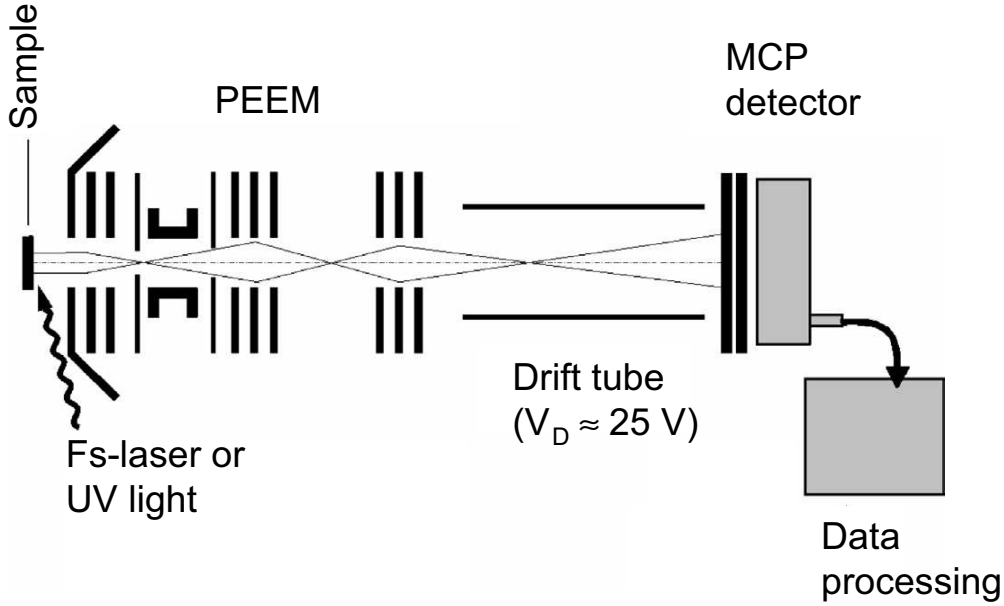 Sample
PEEM
MCP
detector
Drift tube
(V_D ≈ 25 V)
Fs-laser or
UV light
Data
processing